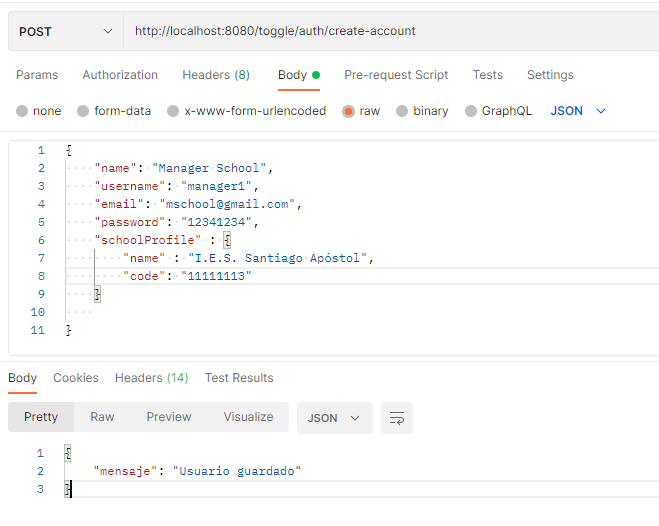 POST http://localhost:8080/toggle/auth/create-account
Params Authorization Headers (8) Body Pre-request Script Tests Settings
none form-data x-www-form-urlencoded raw binary GraphQL JSON
1 {
2 "name": "Manager School",
3 "username": "manager1",
4 "email": "mschool@gmail.com",
5 "password": "12341234",
6 "schoolProfile" : {
7 "name" : "I.E.S. Santiago Apóstol",
8 "code": "11111113"
9 }
10
11 }
Body Cookies Headers (14) Test Results
Pretty Raw Preview Visualize JSON
1 {
2 "mensaje": "Usuario guardado"
3 }